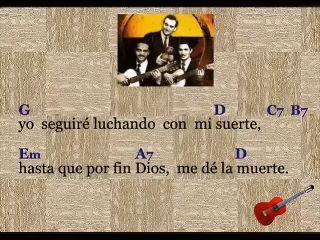 G D C7 B7
yo seguiré luchando con mi suerte,
Em A7 D
hasta que por fin Dios, me dé la muerte.